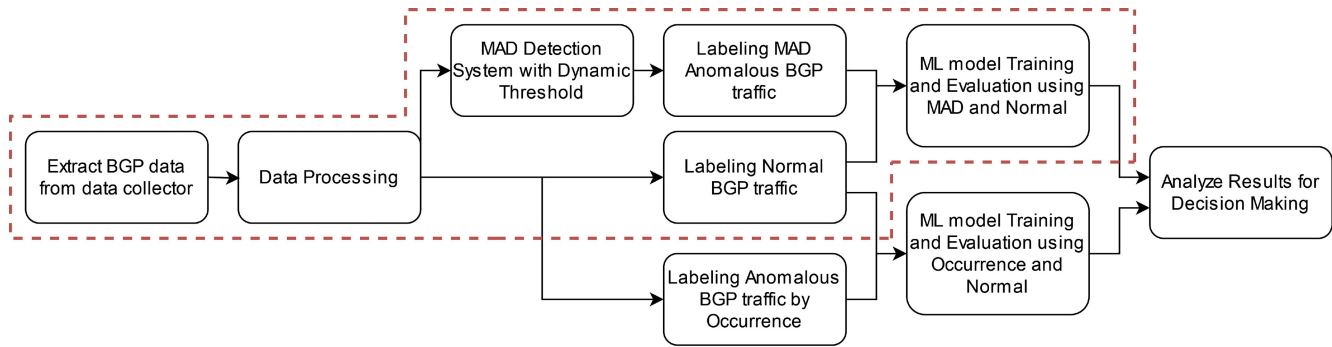 Extract BGP data
from data collector
Data Processing
MAD Detection
System with Dynamic
Threshold
Labeling MAD
Anomalous BGP
traffic
Labeling Normal
BGP traffic
Labeling Anomalous
BGP traffic by
Occurrence
ML model Training
and Evaluation using
MAD and Normal
ML model Training
and Evaluation using
Occurrence and
Normal
Analyze Results for
Decision Making